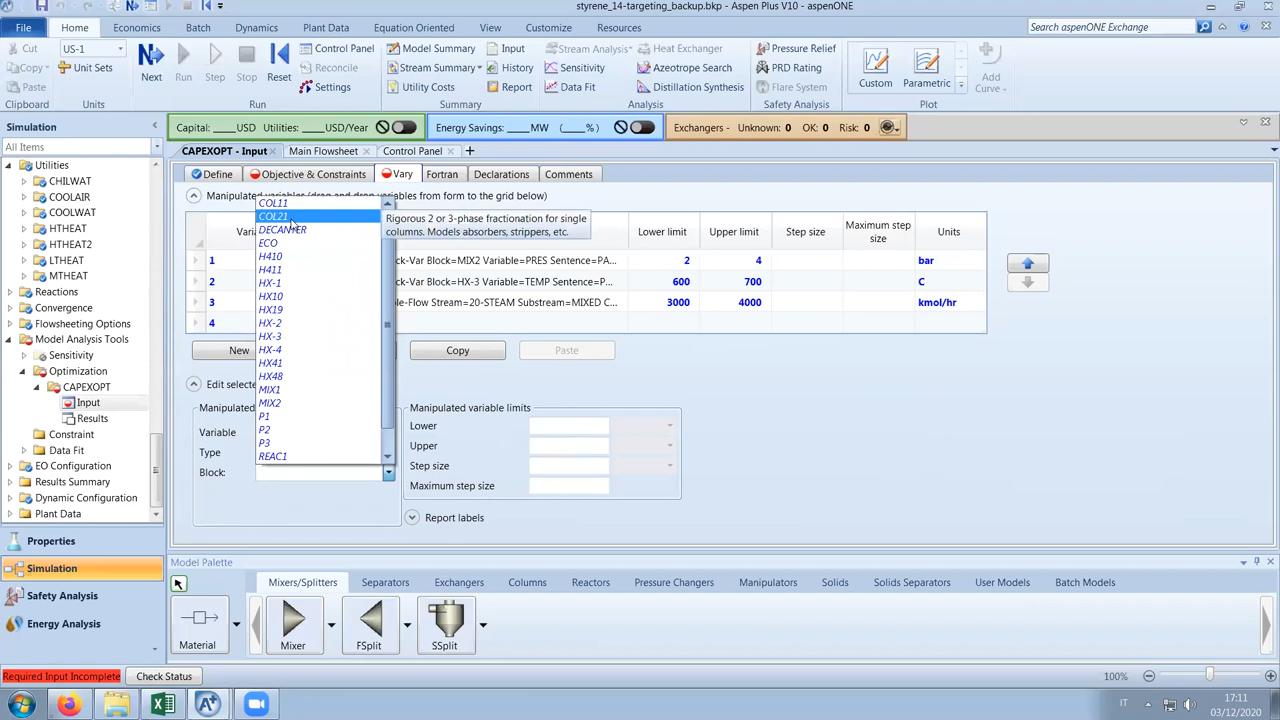 styrene_14-targeting_backup.bkp - Aspen Plus V10 - aspenONE
File Home Economics Batch Dynamics Plant Data Equation Oriented View Customize Resources Search aspenONE Exchange
Cut US-1 Control Panel Model Summary Input Stream Analysis Heat Exchanger Pressure Relief
Copy Unit Sets Reconcile Stream Summary History Sensitivity Azeotrope Search PRD Rating
Paste Next Run Step Stop Reset Settings Utility Costs Report Data Fit Distillation Synthesis Flare System Custom Parametric Add Curve
Clipboard Units Run Summary Analysis Safety Analysis Plot
Simulation Capital: ____USD Utilities: ____USD/Year Energy Savings: ____MW (____%) Exchangers - Unknown: 0 OK: 0 Risk: 0
All Items CAPEXOPT - Input Main Flowsheet Control Panel
Utilities Define Objective & Constraints Vary Fortran Declarations Comments
CHILWAT
COOLAIR Manipulated variables (drag and drop variables from form to the grid below)
COOLWAT COL11
HTHEAT COL21 Rigorous 2 or 3-phase fractionation for single
HTHEAT2 DECANTER columns. Models absorbers, strippers, etc.
Lower limit Upper limit Step size Maximum step size Units
LTHEAT ECO
MTHEAT H410 1 ck-Var Block=MIX2 Variable=PRES Sentence=PA... 2 4 bar
Reactions H411
Convergence HX-1 2 ck-Var Block=HX-3 Variable=TEMP Sentence=P... 600 700 C
HX10 3 le-Flow Stream=20-STEAM Substream=MIXED C... 3000 4000 kmol/hr
Flowsheeting Options HX19 4
Model Analysis Tools HX-2
Sensitivity HX-3
Optimization HX-4 New Copy Paste
CAPEXOPT HX41
Input HX48 Edit selecte
Results MIX1
Constraint MIX2 Manipulated Manipulated variable limits
Data Fit P1 Lower
EO Configuration P2 Variable Upper
Results Summary P3 Type Step size
Dynamic Configuration REAC1 Block: Maximum step size
Plant Data Report labels
Properties
Simulation Model Palette
Safety Analysis Mixers/Splitters Separators Exchangers Columns Reactors Pressure Changers Manipulators Solids Solids Separators User Models Batch Models
Energy Analysis Material Mixer FSplit SSplit
Required Input Incomplete Check Status 100%
IT 17:11
03/12/2020